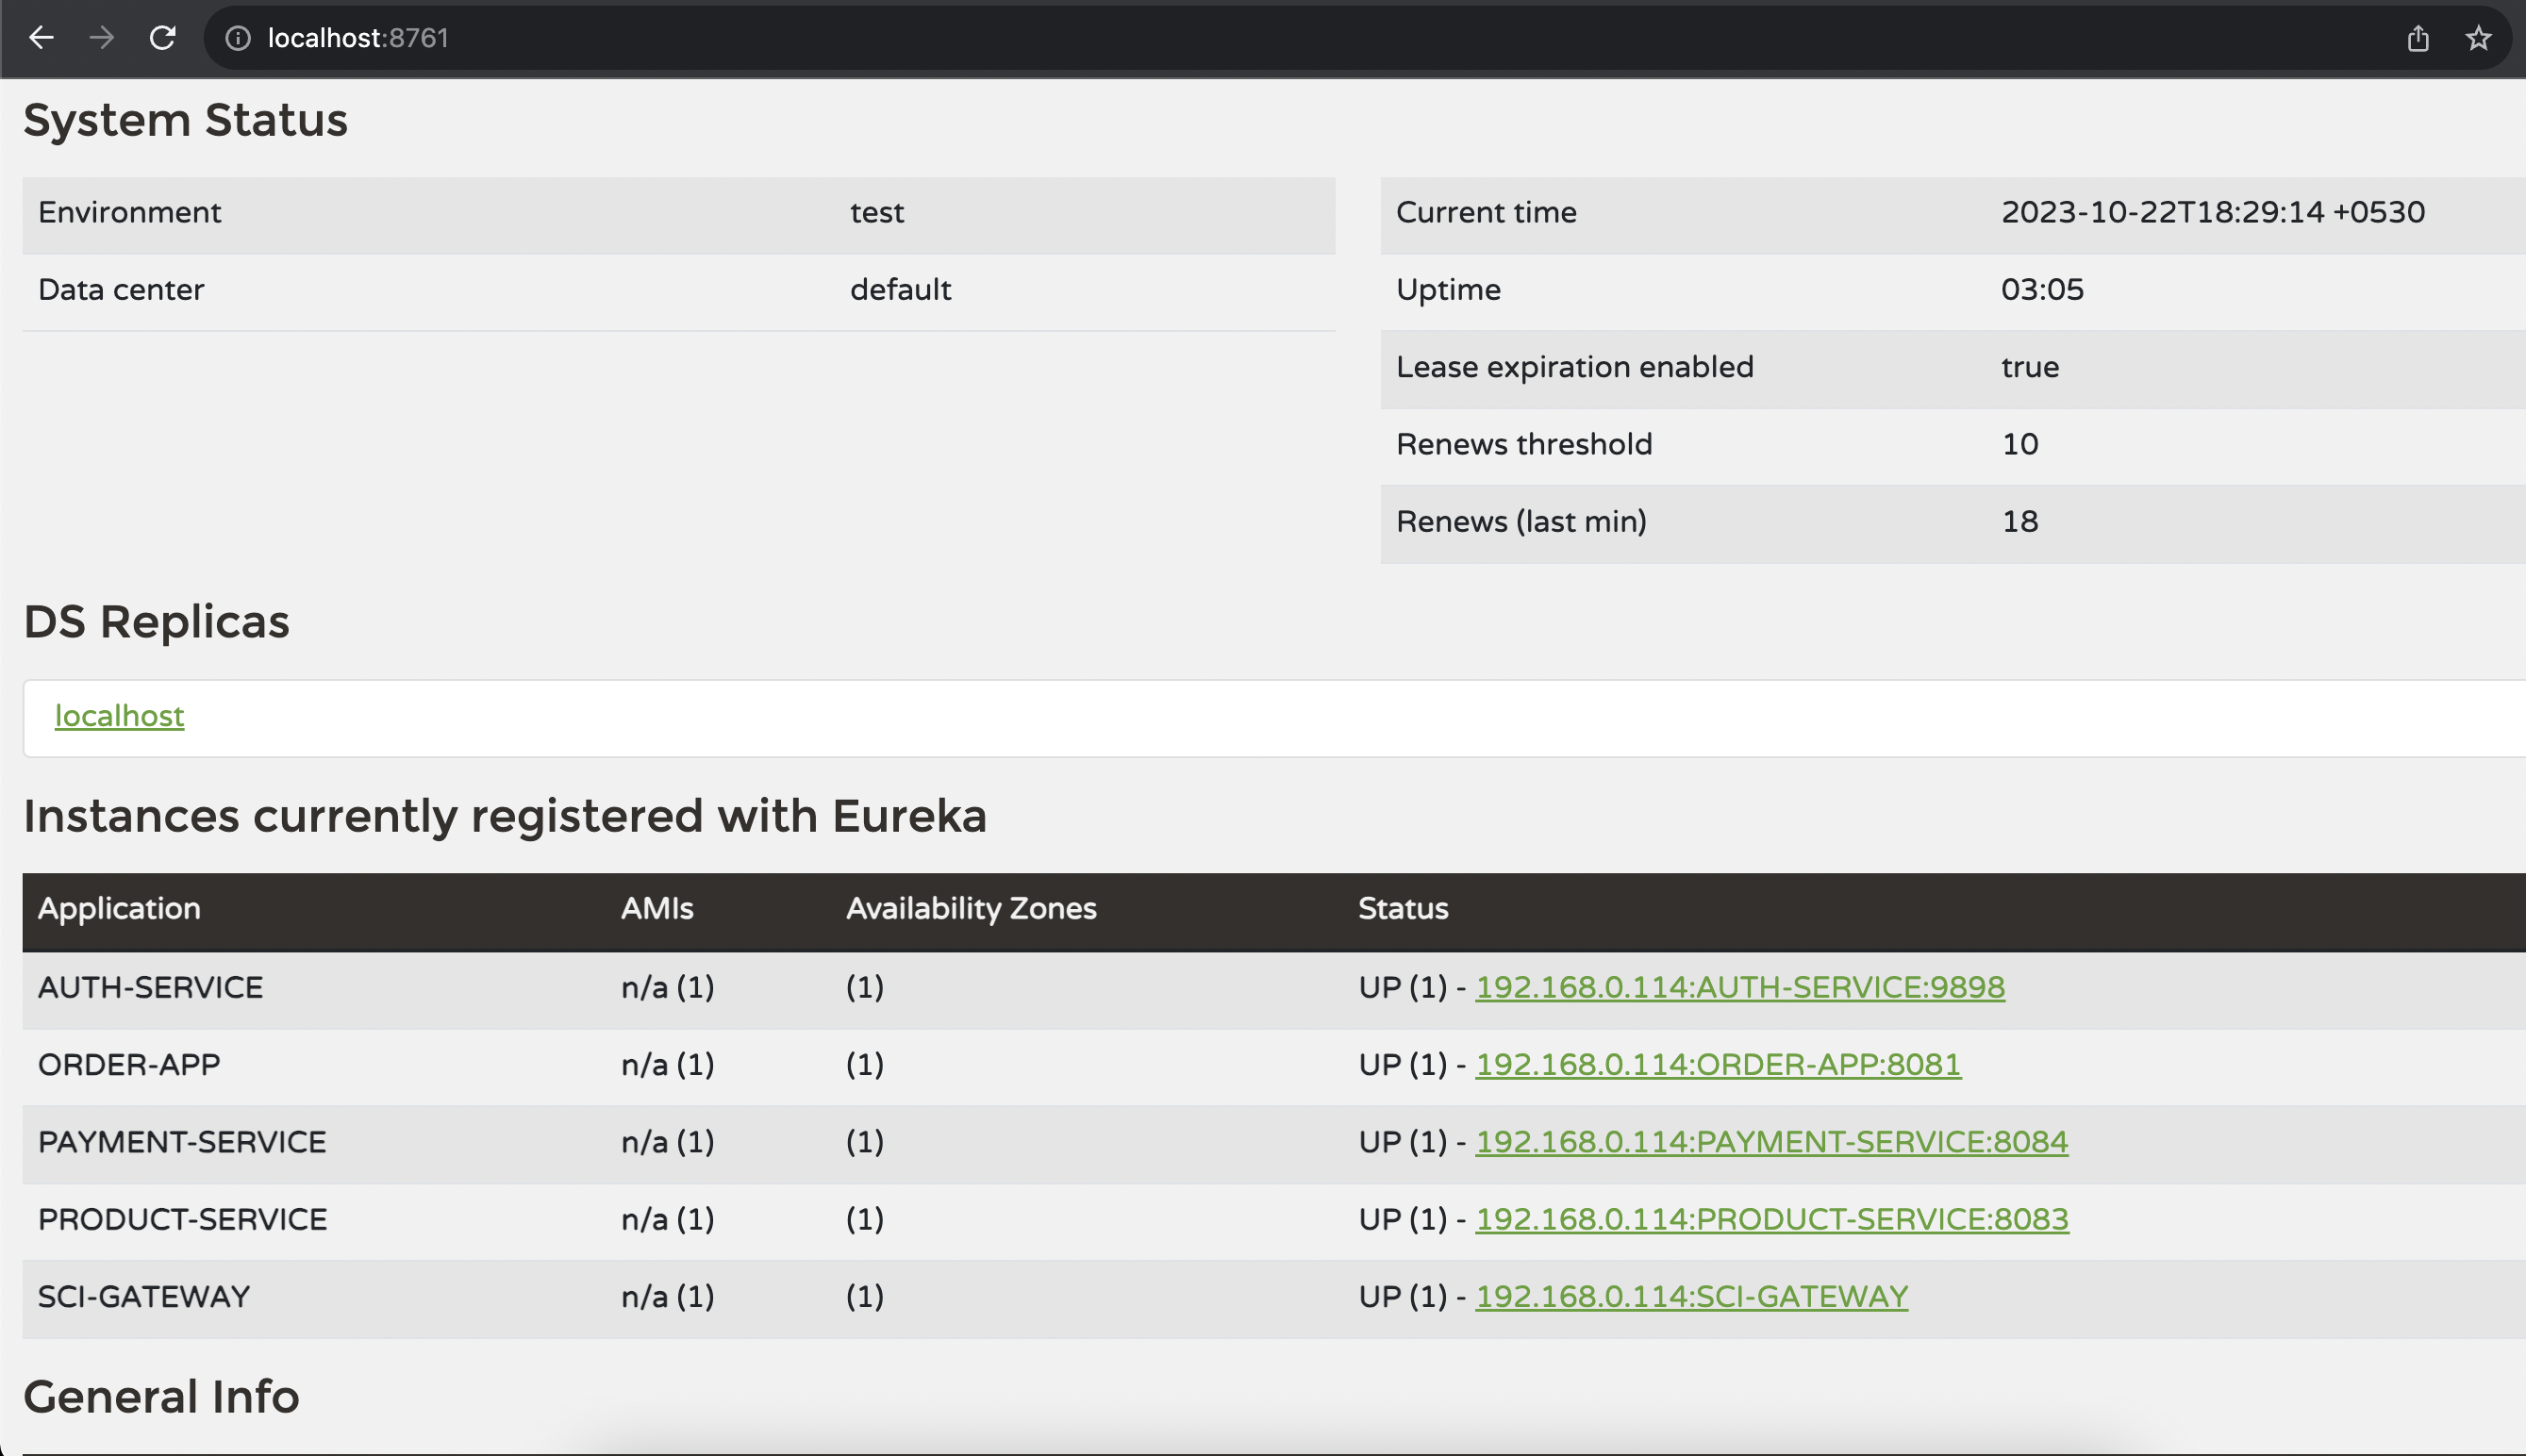 localhost:8761
System Status
Environment test
Data center default
Current time 2023-10-22T18:29:14 +0530
Uptime 03:05
Lease expiration enabled true
Renews threshold 10
Renews (last min) 18
DS Replicas
localhost
Instances currently registered with Eureka
Application AMIs Availability Zones Status
AUTH-SERVICE n/a (1) (1) UP (1) - 192.168.0.114:AUTH-SERVICE:9898
ORDER-APP n/a (1) (1) UP (1) - 192.168.0.114:ORDER-APP:8081
PAYMENT-SERVICE n/a (1) (1) UP (1) - 192.168.0.114:PAYMENT-SERVICE:8084
PRODUCT-SERVICE n/a (1) (1) UP (1) - 192.168.0.114:PRODUCT-SERVICE:8083
SCI-GATEWAY n/a (1) (1) UP (1) - 192.168.0.114:SCI-GATEWAY
General Info